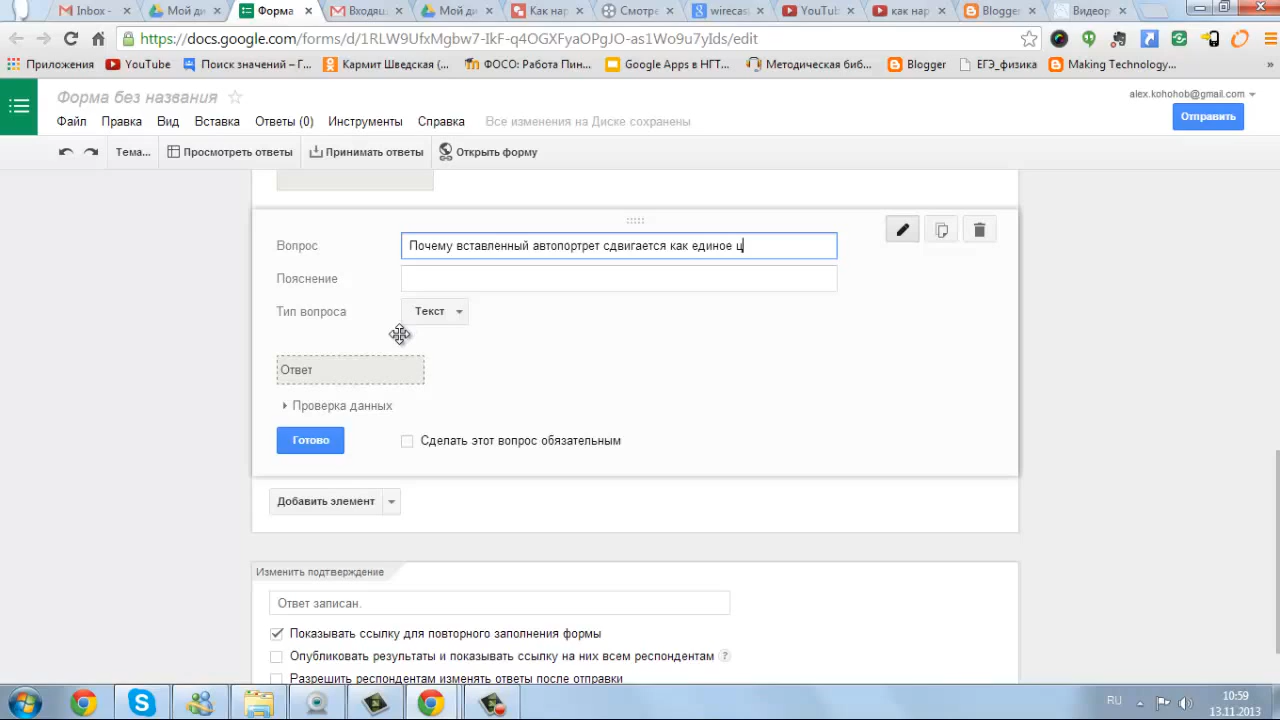 Inbox -
Мой ди
Форма
Входящ
Мой ди
Как наг
Смотре
wirecas
YouTub
как нар
Blogger
Видеор
https://docs.google.com/forms/d/1RLW9UfxMgbw7-IkF-q4OGXFyaOPgJO-as1Wo9u7ylds/edit
Приложения
YouTube
Поиск значений – Г...
Кармит Шведская (...
ФОСО: Работа Пин...
Google Apps в НГТ...
Методическая биб...
Blogger
ЕГЭ_физика
Making Technology...
»
Форма без названия
alex.kohohob@gmail.com
Файл Правка Вид Вставка Ответы (0) Инструменты Справка Все изменения на Диске сохранены
Отправить
Тема... Просмотреть ответы Принимать ответы Открыть форму
Вопрос
Почему вставленный автопортрет сдвигается как единое ц
Пояснение
Тип вопроса
Текст
Ответ
Проверка данных
Готово
Сделать этот вопрос обязательным
Добавить элемент
Изменить подтверждение
Ответ записан.
Показывать ссылку для повторного заполнения формы
Опубликовать результаты и показывать ссылку на них всем респондентам ?
Разрешить респондентам изменять ответы после отправки
RU
10:59
13.11.2013